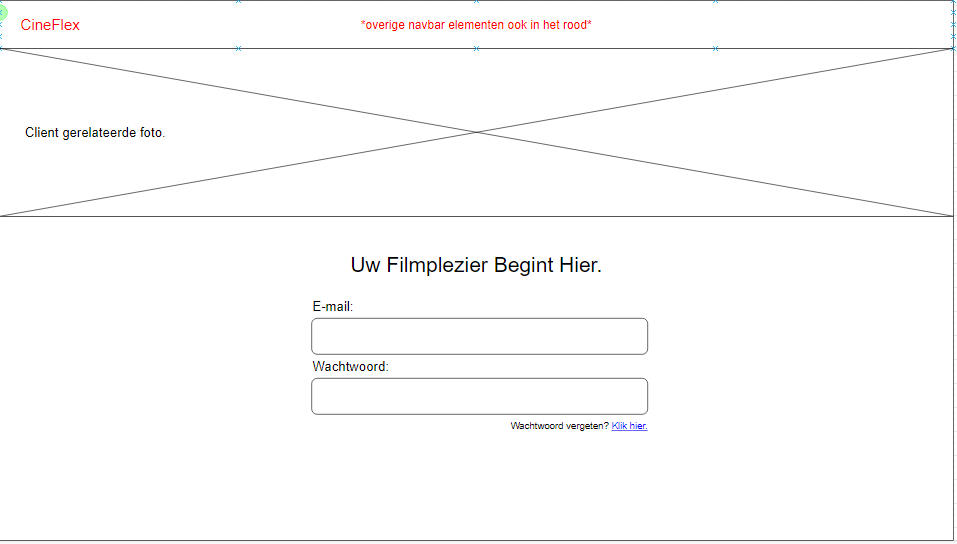 CineFlex
*overige navbar elementen ook in het rood*
Client gerelateerde foto.
Uw Filmplezier Begint Hier.
E-mail:
Wachtwoord:
Wachtwoord vergeten? Klik hier.